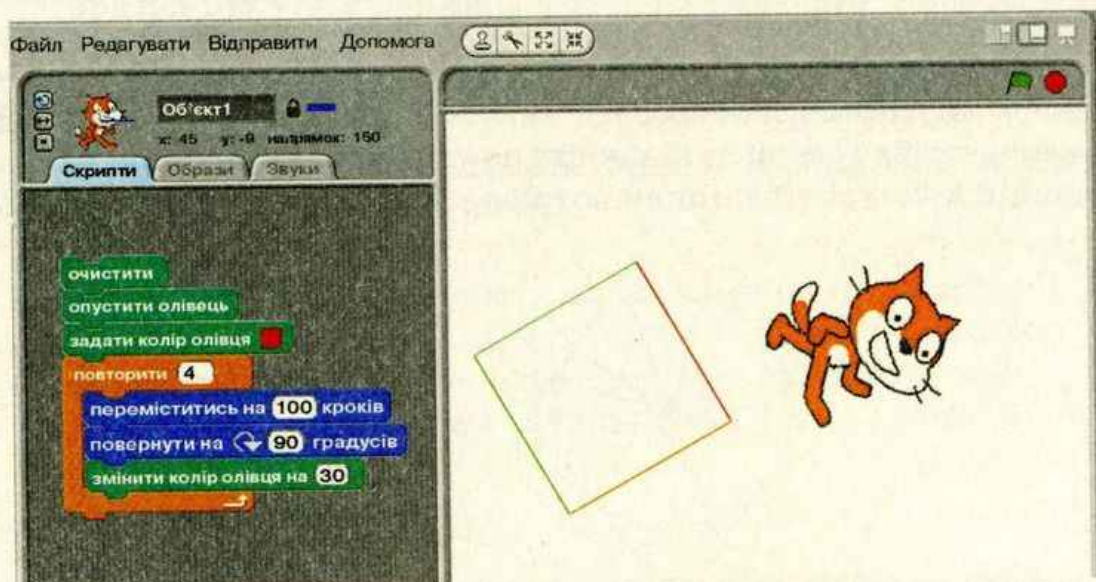 Файл Редагувати Відправити Допомога
Об'єкт1
x: 45 y: -9 напрямок: 150
Скрипти Образи Звуки
очистити
опустити олівець
задати колір олівця
повторити 4
переміститись на 100 кроків
повернути на 90 градусів
змінити колір олівця на 30